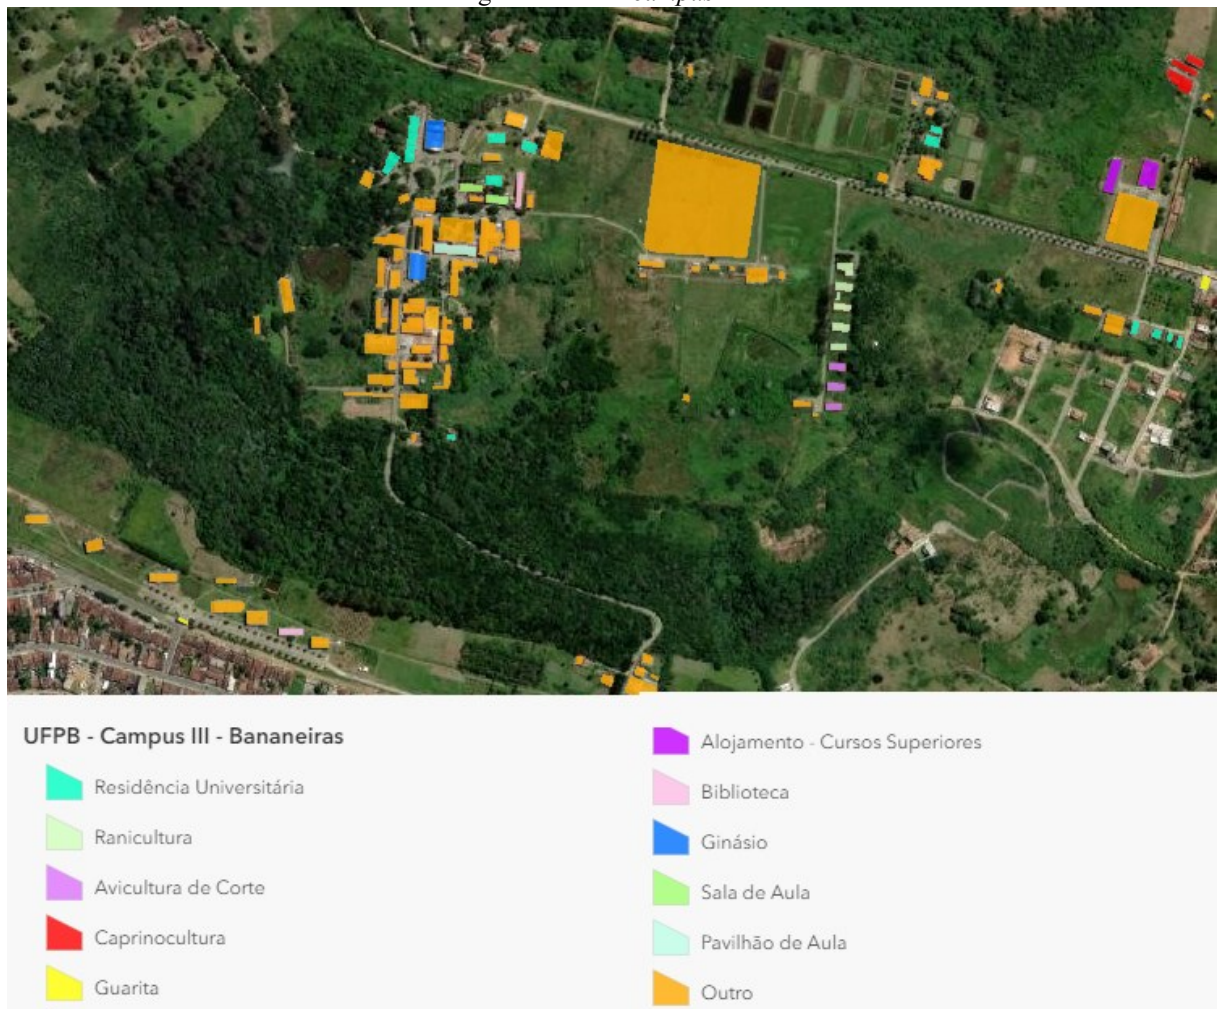 campus
UFPB - Campus III - Bananeiras
Residência Universitária
Ranicultura
Avicultura de Corte
Caprinocultura
Guarita
Alojamento - Cursos Superiores
Biblioteca
Ginásio
Sala de Aula
Pavilhão de Aula
Outro